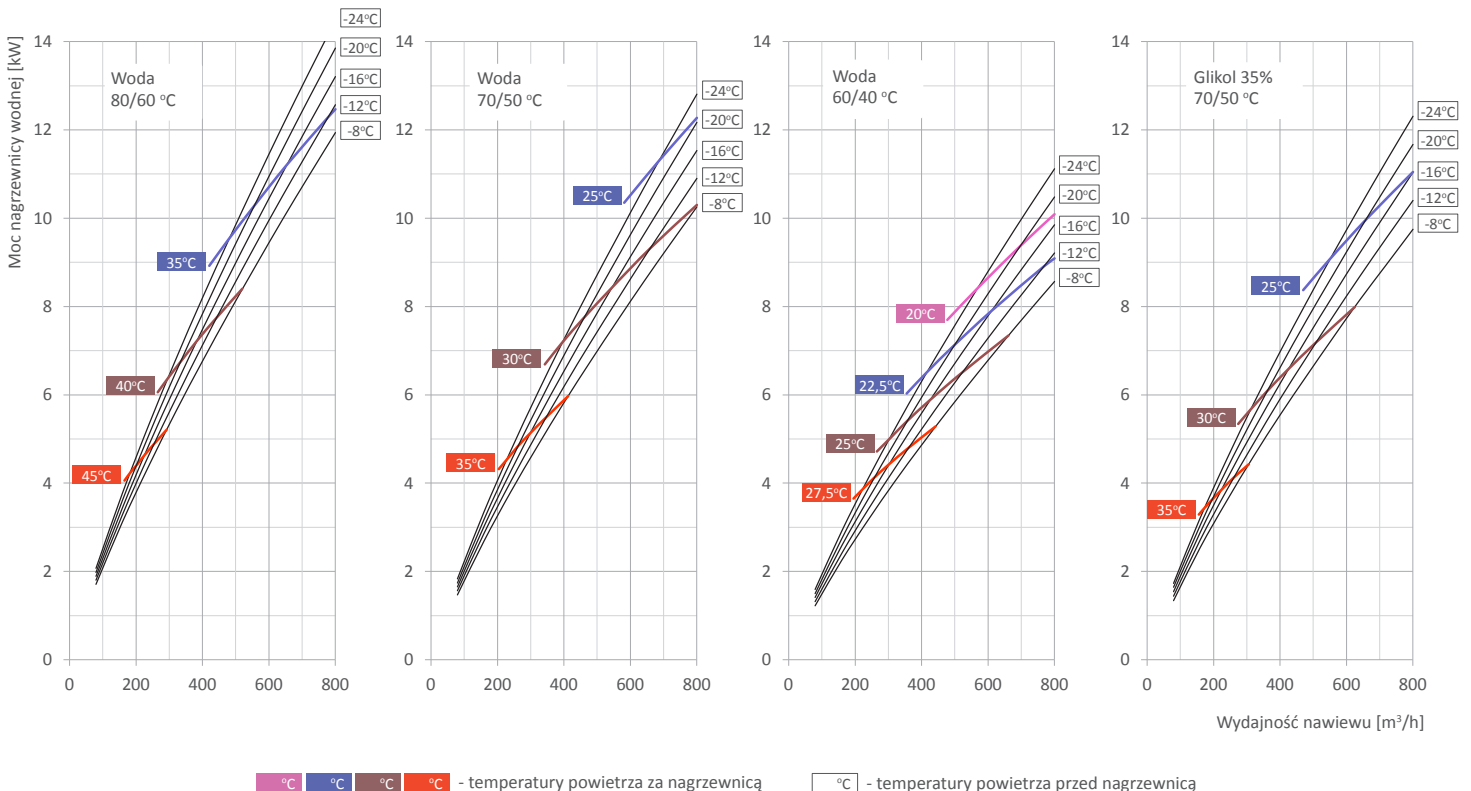 Moc nagrzewnicy wodnej [kW]
14
12
10
8
6
4
2
0
0
200
400
600
800
Woda
80/60 °C
-24°C
-20°C
-16°C
-12°C
-8°C
35°C
40°C
45°C
14
12
10
8
6
4
2
0
0
200
400
600
800
Woda
70/50 °C
-24°C
-20°C
-16°C
-12°C
-8°C
25°C
30°C
35°C
14
12
10
8
6
4
2
0
0
200
400
600
800
Woda
60/40 °C
-24°C
-20°C
-16°C
-12°C
-8°C
20°C
22,5°C
25°C
27,5°C
14
12
10
8
6
4
2
0
0
200
400
600
800
Glikol 35%
70/50 °C
-24°C
-20°C
-16°C
-12°C
-8°C
25°C
30°C
35°C
Wydajność nawiewu [m³/h]
°C °C °C °C - temperatury powietrza za nagrzewnicą
°C - temperatury powietrza przed nagrzewnicą